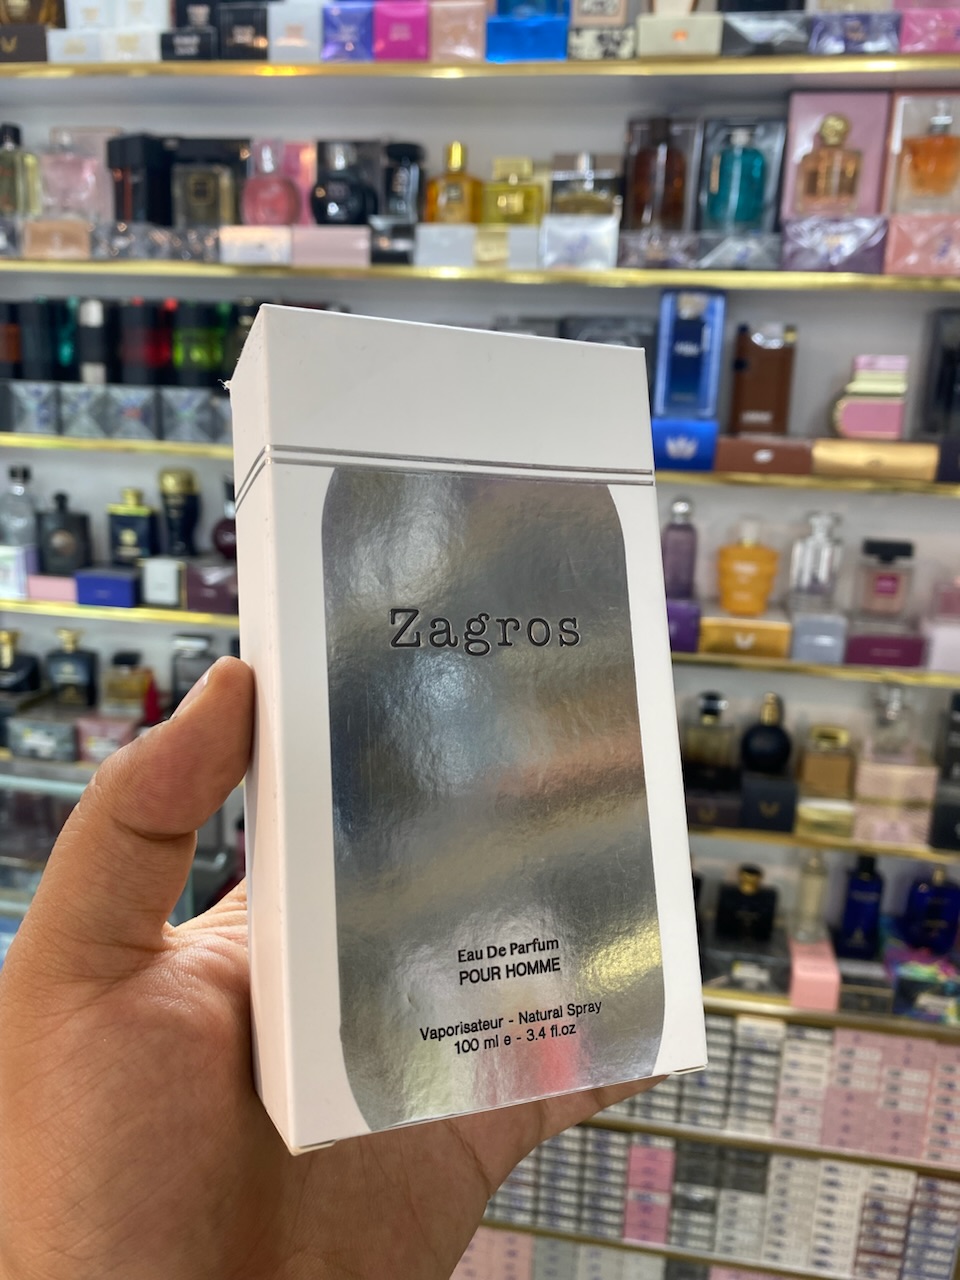 Zagros
Eau De Parfum
POUR HOMME
Vaporisateur - Natural Spray
100 ml e - 3.4 fl.oz